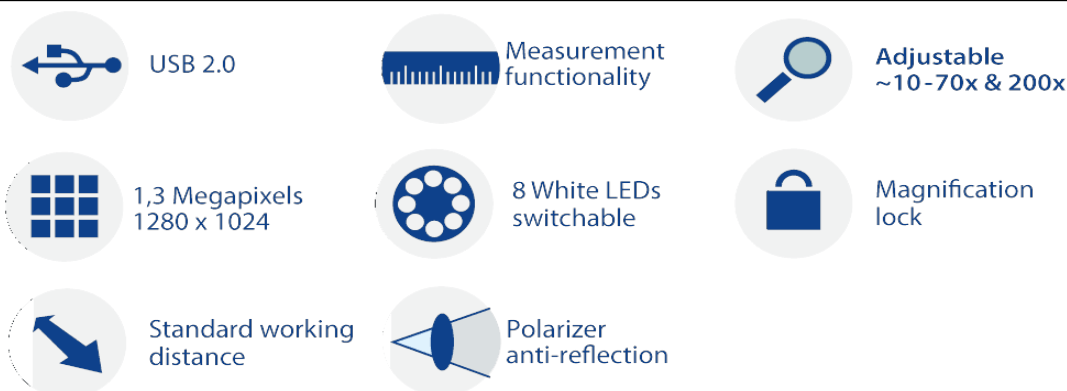 USB 2.0
Measurement
functionality
Adjustable
~10-70x & 200x
1,3 Megapixels
1280 x 1024
8 White LEDs
switchable
Magnification
lock
Standard working
distance
Polarizer
anti-reflection